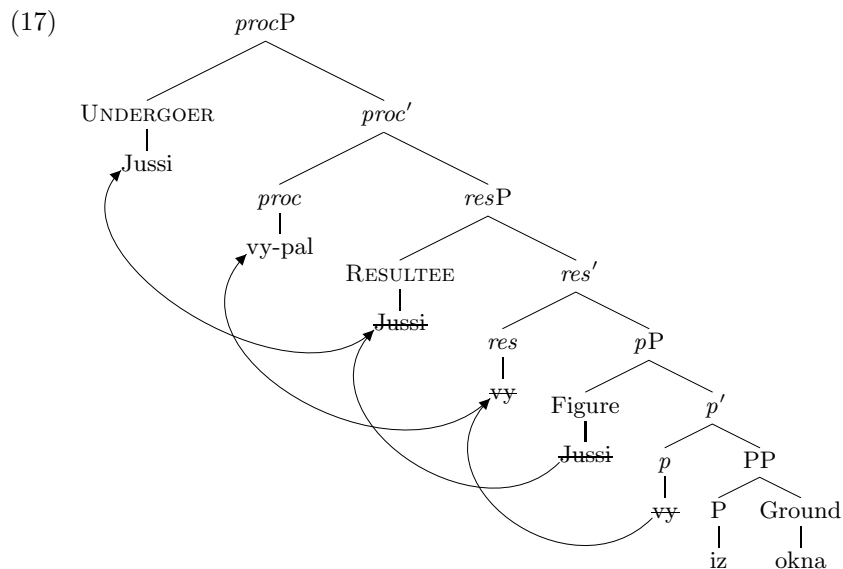 (17)
procP
UNDERGOER
proc′
Jussi
proc
resP
vy-pal
RESULTEE
res′
Jussi
res
pP
vy
Figure
p′
Jussi
p
PP
vy
P
Ground
iz
okna